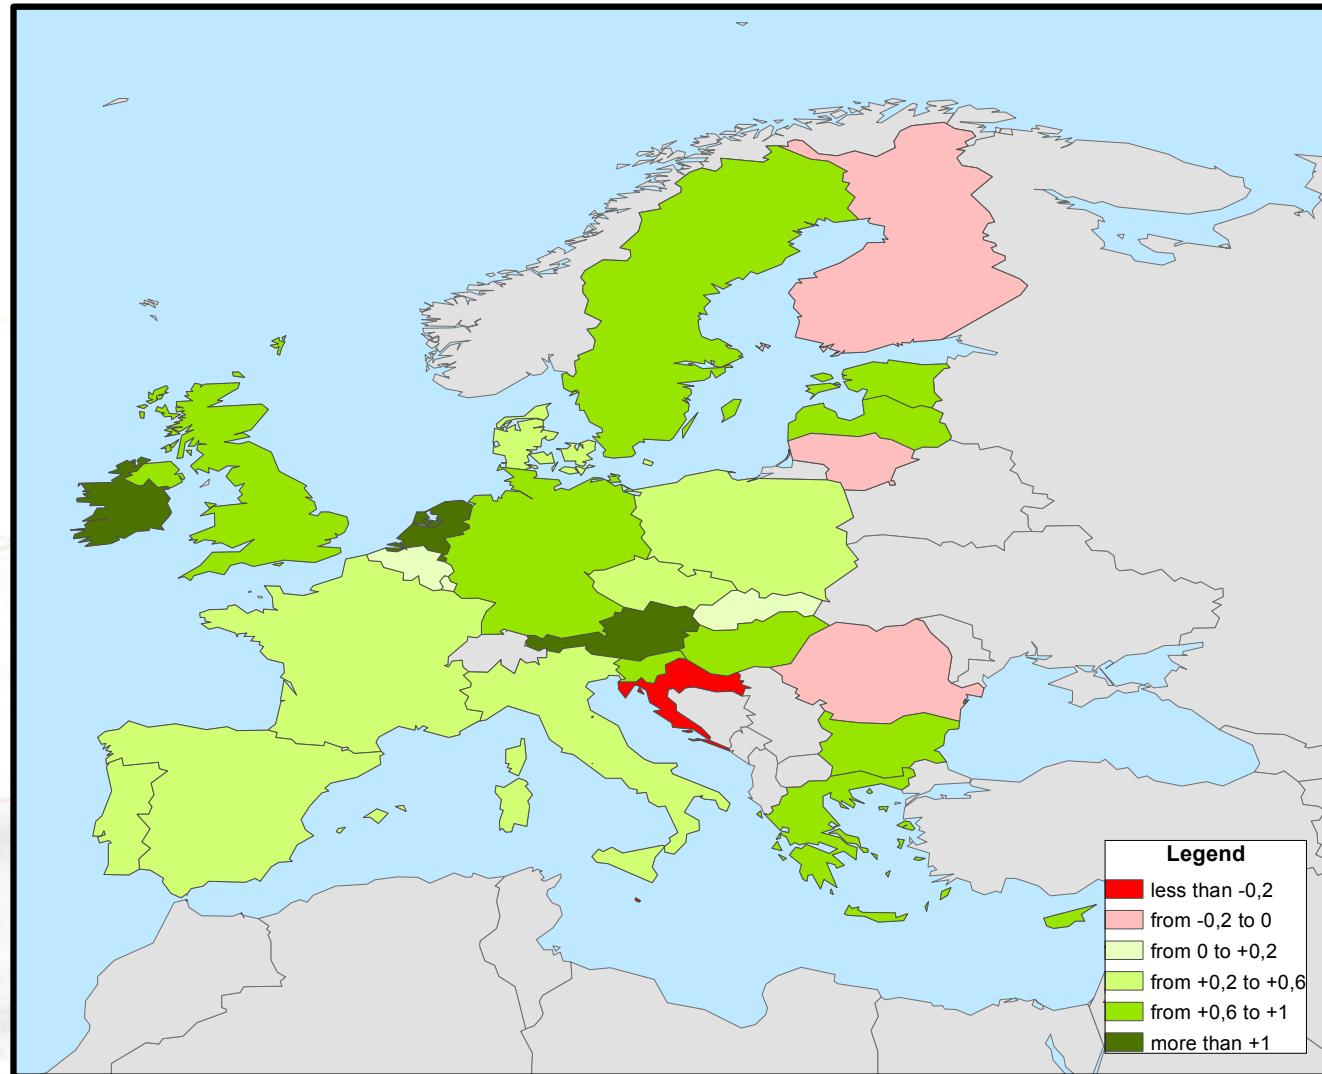 Legend
less than -0,2
from -0,2 to 0
from 0 to +0,2
from +0,2 to +0,6
from +0,6 to +1
more than +1